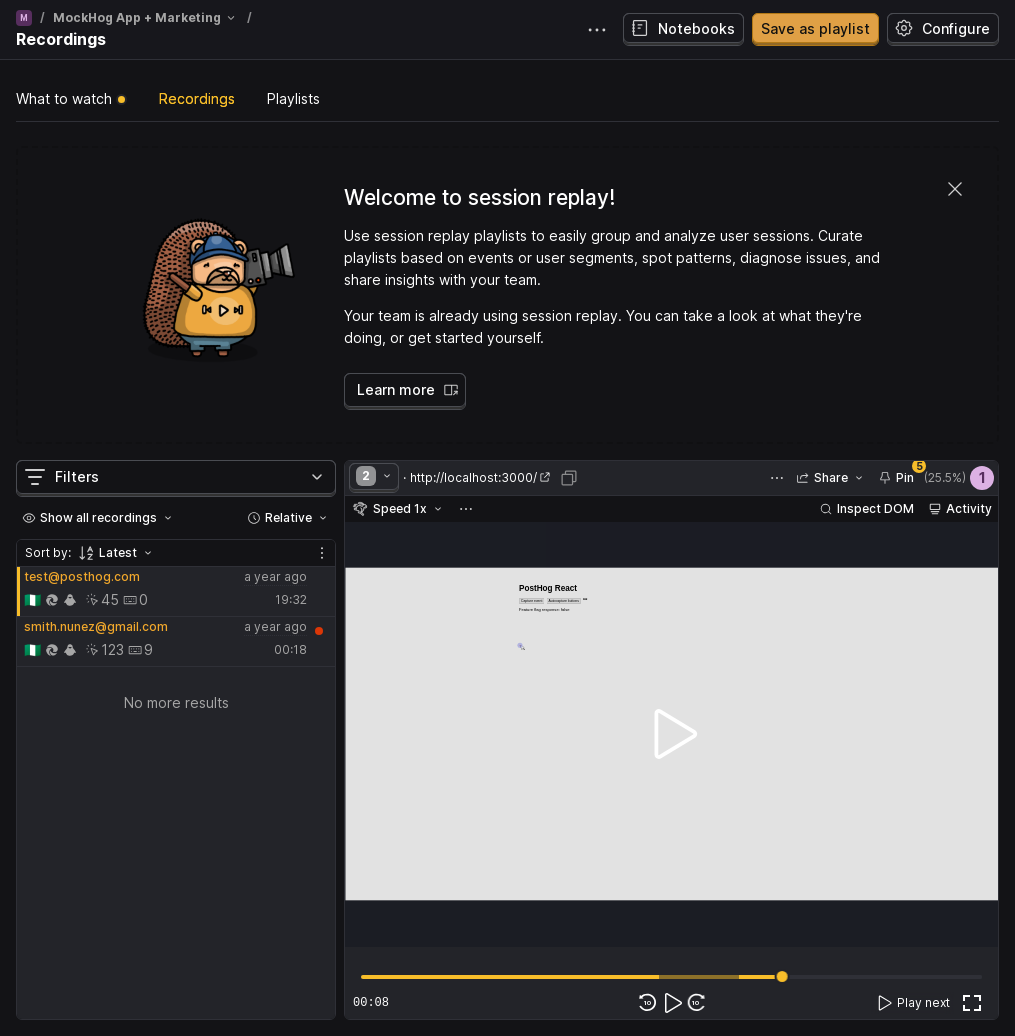 M / MockHog App + Marketing /
Recordings
Notebooks
Save as playlist
Configure
What to watch
Recordings
Playlists
Welcome to session replay!
Use session replay playlists to easily group and analyze user sessions. Curate
playlists based on events or user segments, spot patterns, diagnose issues, and
share insights with your team.
Your team is already using session replay. You can take a look at what they're
doing, or get started yourself.
Learn more
Filters
Show all recordings
Relative
Sort by: Latest
test@posthog.com a year ago
45 0 19:32
smith.nunez@gmail.com a year ago
123 9 00:18
No more results
2 · http://localhost:3000/
Share
Pin 5
(25.5%)
1
Speed 1x
Inspect DOM
Activity
PostHog React
Capture event Autocapture buttons
Feature flag response: false
00:08
10
10
Play next